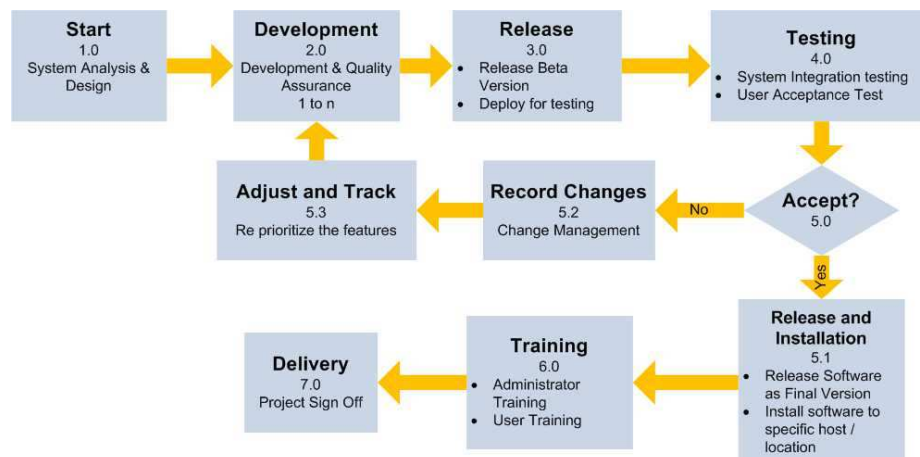 Start
1.0
System Analysis &
Design
Development
2.0
Development & Quality
Assurance
1 to n
Release
3.0
• Release Beta
Version
• Deploy for testing
Testing
4.0
• System Integration testing
• User Acceptance Test
Adjust and Track
5.3
Re prioritize the features
Record Changes
5.2
Change Management
No
Accept?
5.0
Yes
Delivery
7.0
Project Sign Off
Training
6.0
• Administrator
Training
• User Training
Release and
Installation
5.1
• Release Software
as Final Version
• Install software to
specific host /
location